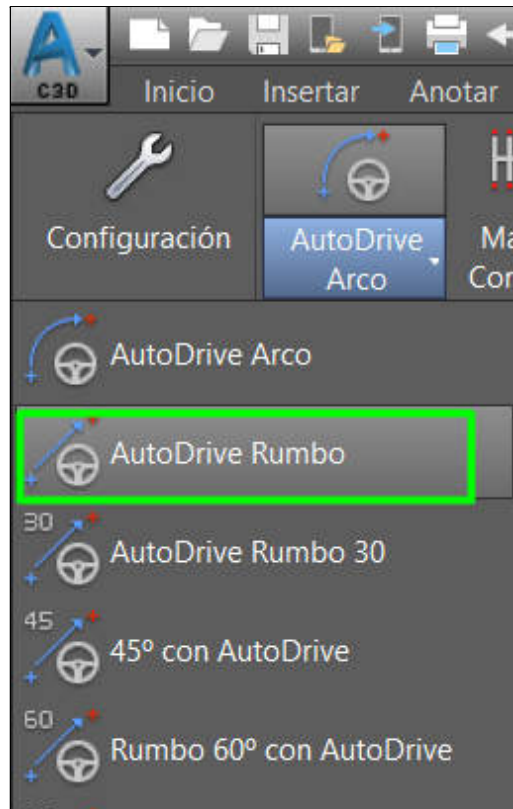 C3D
Inicio Insertar Anotar
Configuración
AutoDrive
Arco
AutoDrive Arco
AutoDrive Rumbo
30
AutoDrive Rumbo 30
45
45º con AutoDrive
60
Rumbo 60º con AutoDrive